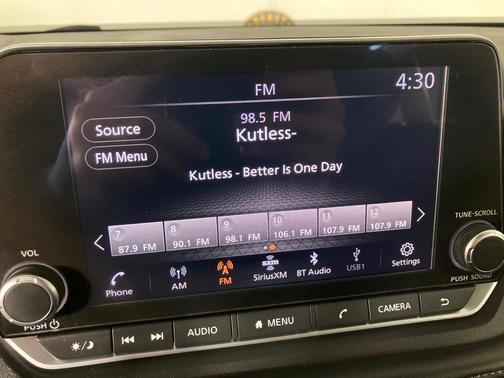 FM
4:30
98.5 FM
Source
Kutless-
FM Menu
Kutless - Better Is One Day
7
8
9
10
11
12
87.9 FM
90.1 FM
98.1 FM
106.1 FM
107.9 FM
107.9 FM
TUNE-SCROLL
VOL
sxm
Phone
AM
FM
SiriusXM
BT Audio
USB1
Settings
PUSH SOUND
PUSH
AUDIO
MENU
CAMERA